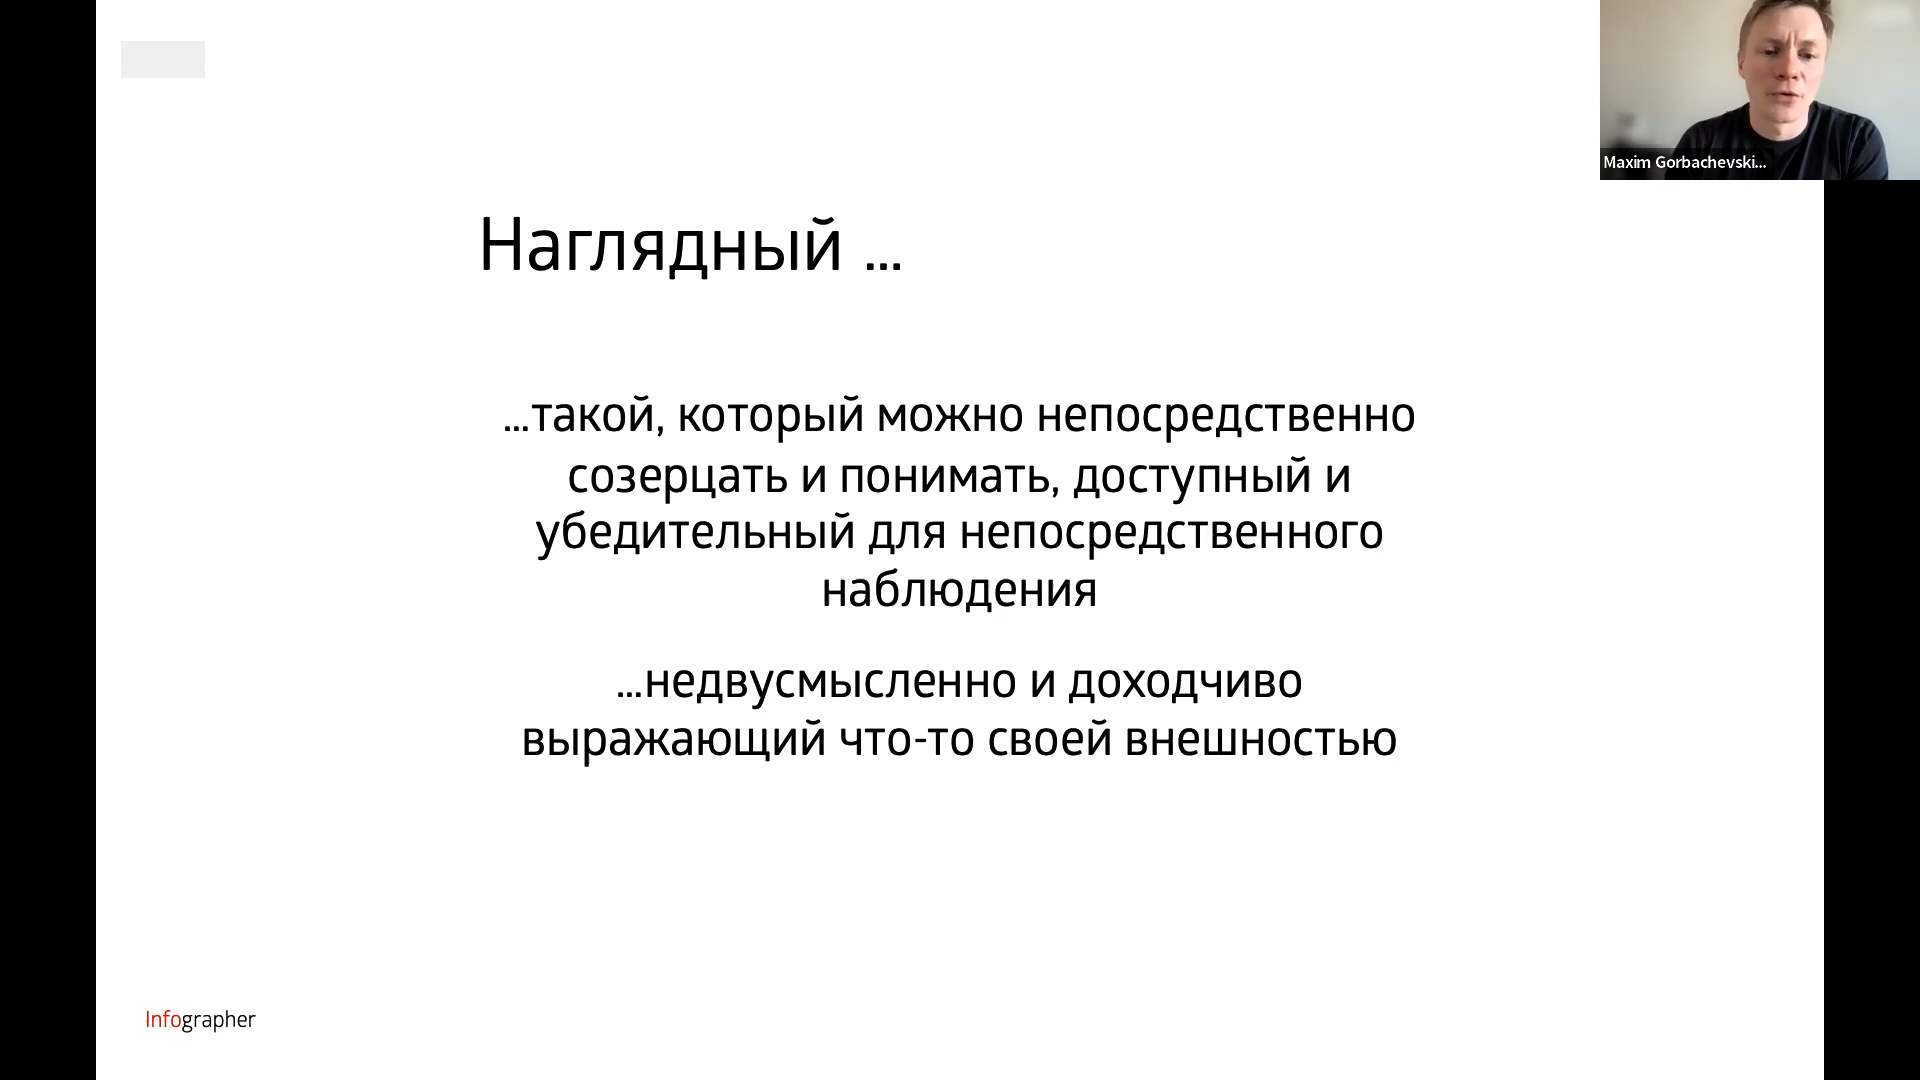 Maxim Gorbachevski...
Наглядный ...
...такой, который можно непосредственно
созерцать и понимать, доступный и
убедительный для непосредственного
наблюдения
...недвусмысленно и доходчиво
выражающий что-то своей внешностью
Infographer